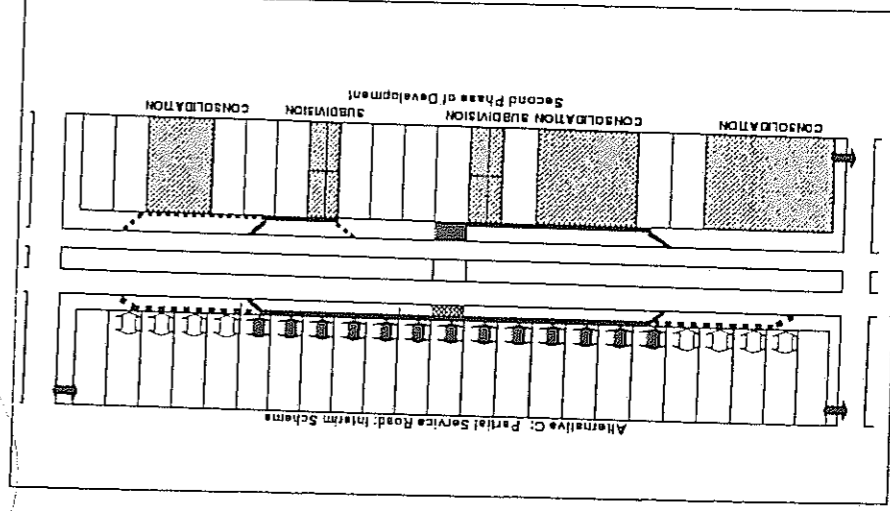 Alternative C: Partial Service Road: Interim Scheme
CONSOLIDATION CONSOLIDATION SUBDIVISION SUBDIVISION CONSOLIDATION
Second Phase of Development